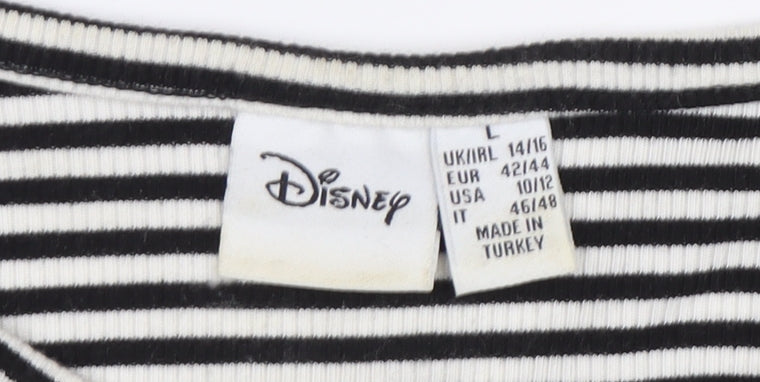 Disney
L
UK/IRL 14/16
EUR 42/44
USA 10/12
IT 46/48
MADE IN
TURKEY